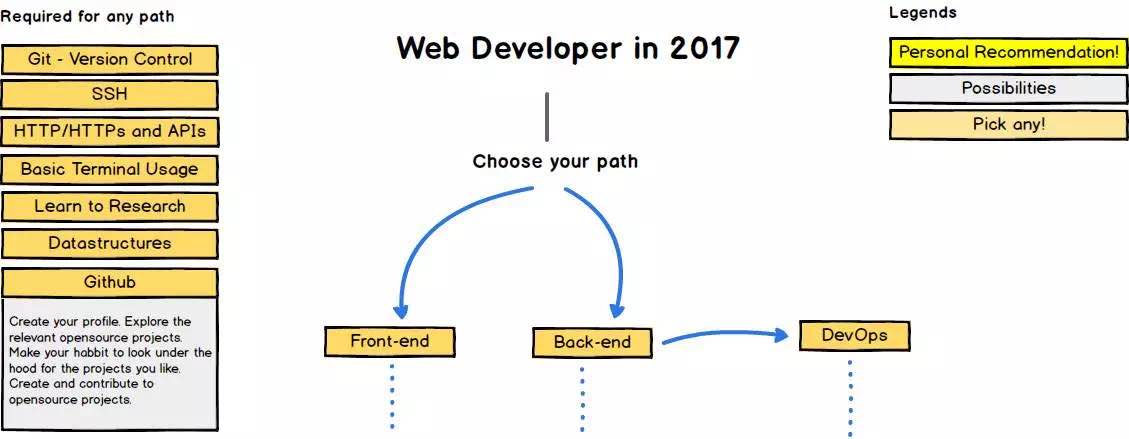 Required for any path
Git - Version Control
SSH
HTTP/HTTPs and APIs
Basic Terminal Usage
Learn to Research
Datastructures
Github
Create your profile. Explore the
relevant opensource projects.
Make your habbit to look under the
hood for the projects you like.
Create and contribute to
opensource projects.
Web Developer in 2017
Choose your path
Front-end
Back-end
DevOps
Legends
Personal Recommendation!
Possibilities
Pick any!